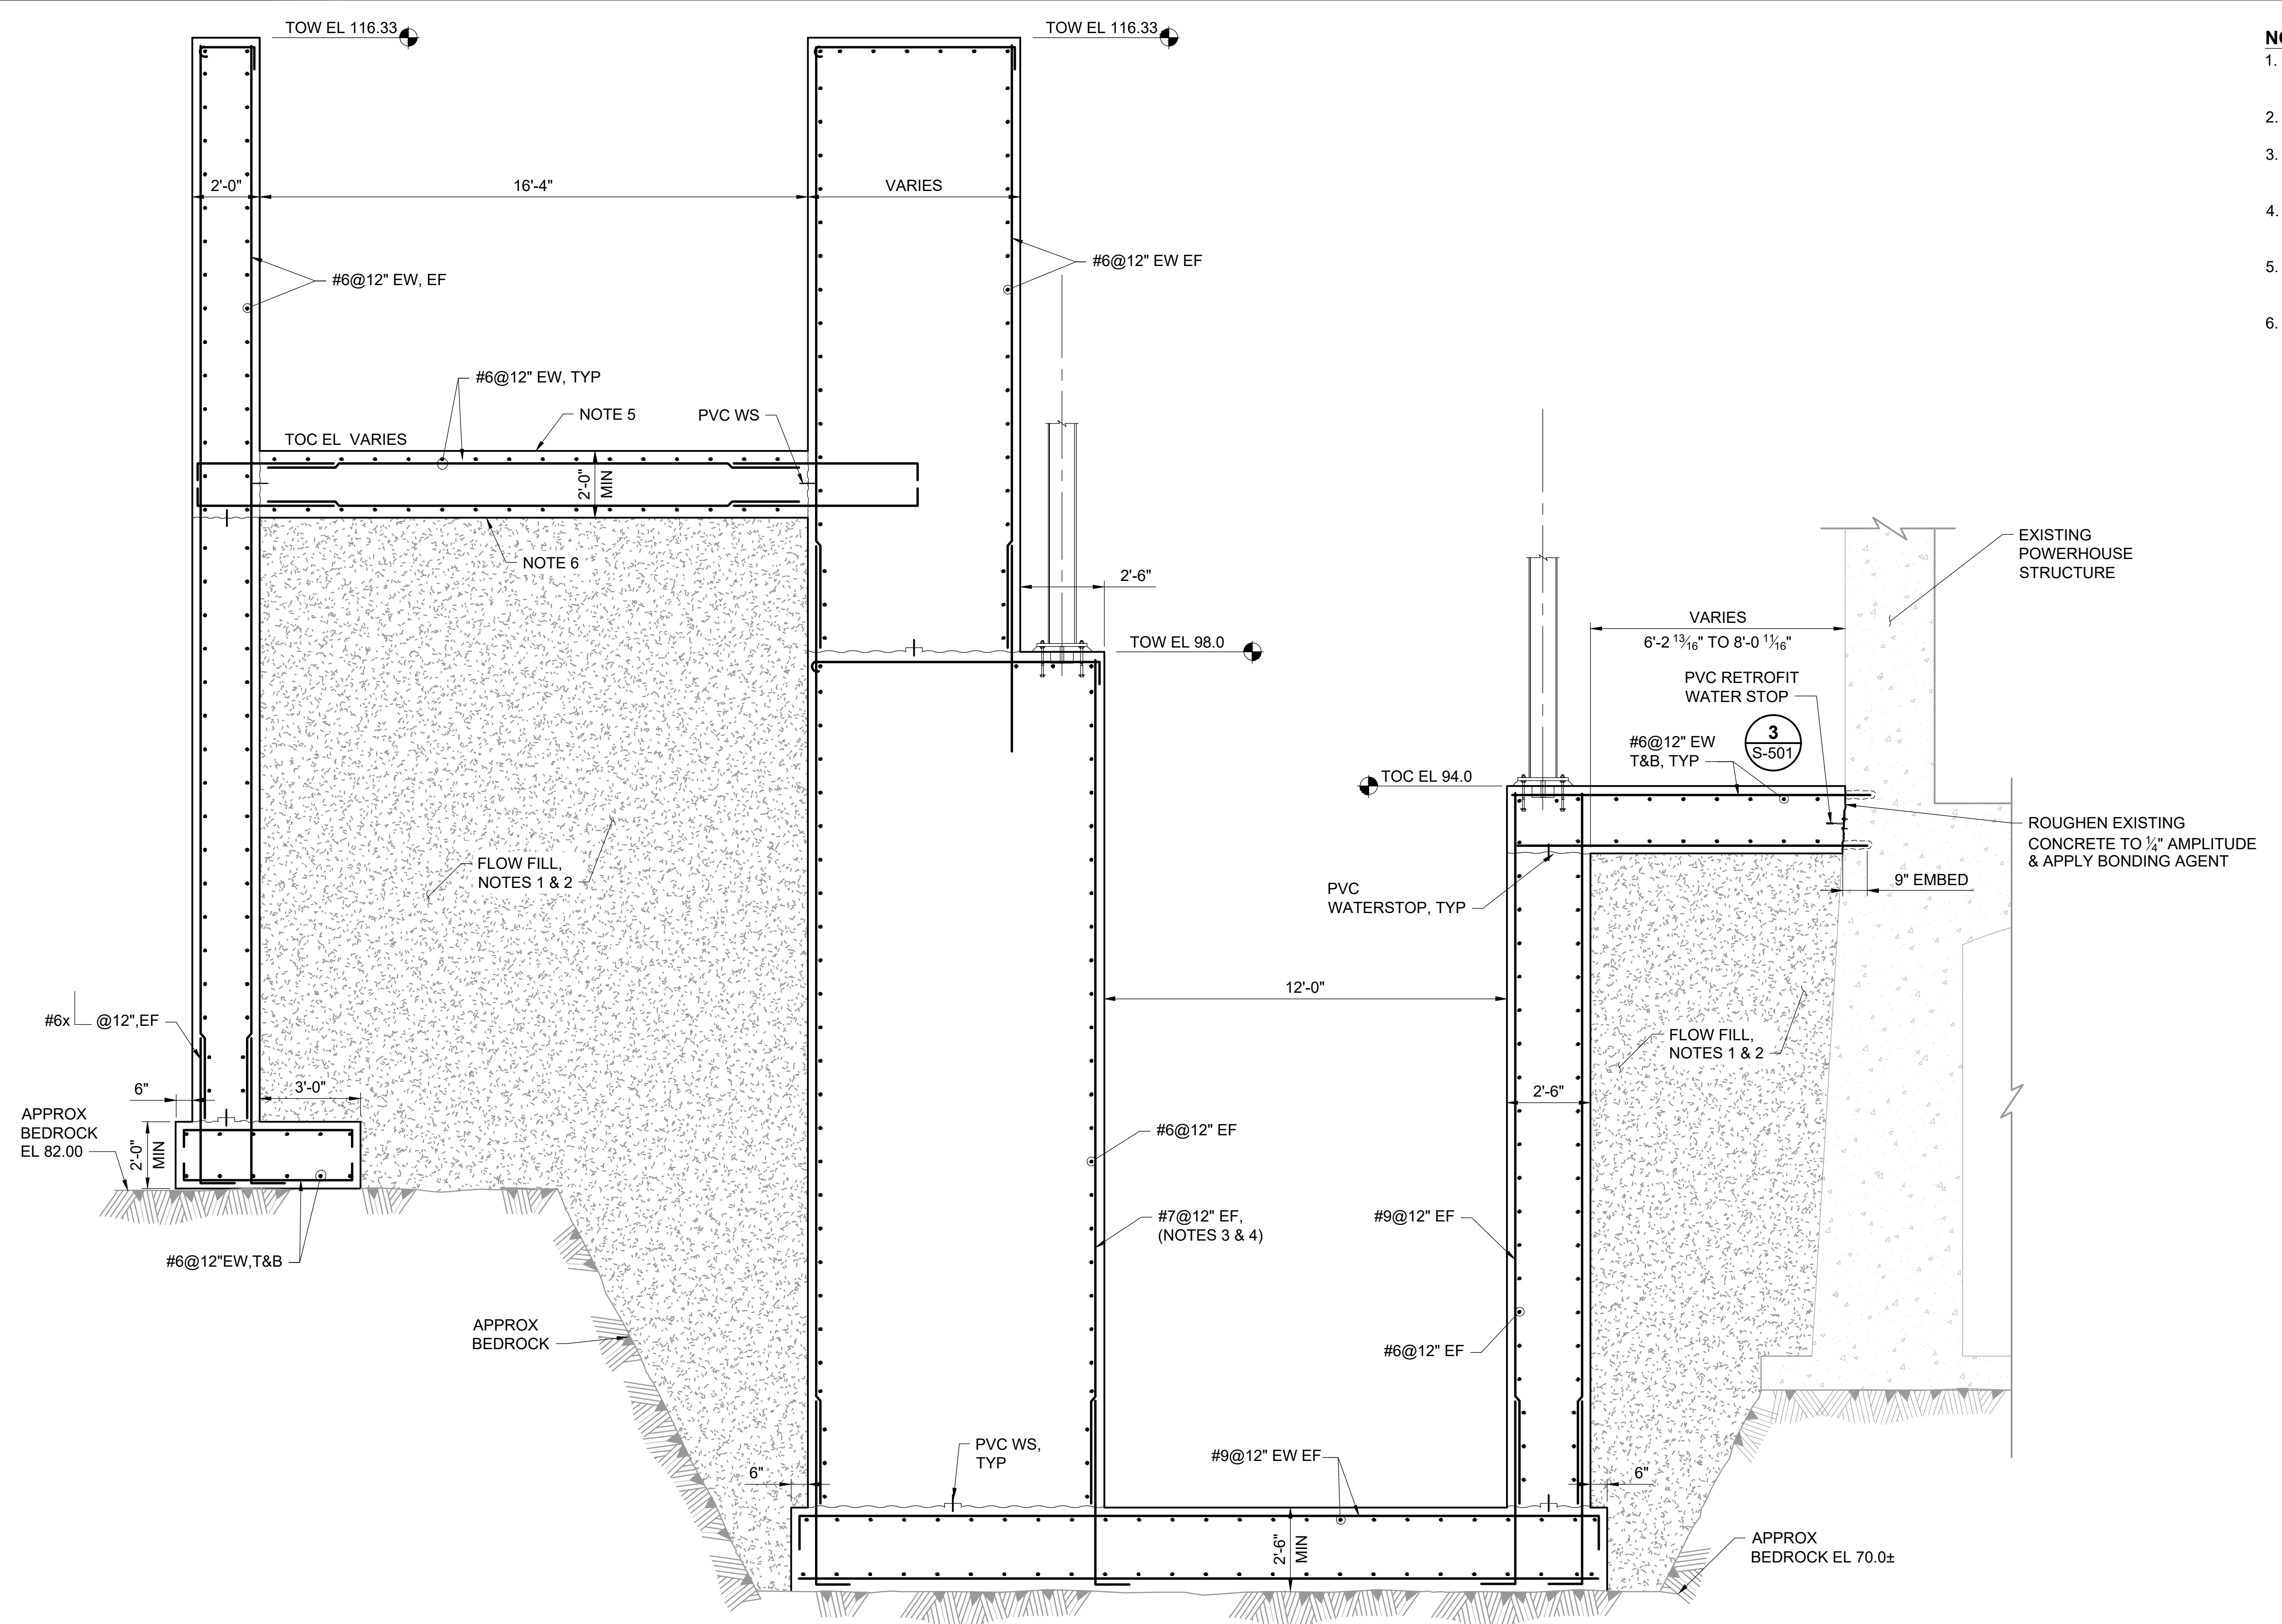 TOW EL 116.33
TOW EL 116.33
NO
1.
2.
3.
4.
5.
6.
2'-0"
16'-4"
VARIES
#6@12" EW, EF
#6@12" EW EF
#6@12" EW, TYP
NOTE 5
PVC WS
TOC EL VARIES
2'-0"
MIN
NOTE 6
2'-6"
TOW EL 98.0
EXISTING
POWERHOUSE
STRUCTURE
VARIES
6'-2 13/16" TO 8'-0 11/16"
PVC RETROFIT
WATER STOP
#6@12" EW
T&B, TYP
3
S-501
TOC EL 94.0
ROUGHEN EXISTING
CONCRETE TO 1/4" AMPLITUDE
& APPLY BONDING AGENT
9" EMBED
PVC
WATERSTOP, TYP
FLOW FILL,
NOTES 1 & 2
12'-0"
#6x @12",EF
FLOW FILL,
NOTES 1 & 2
6"
3'-0"
2'-6"
APPROX
BEDROCK
EL 82.00
2'-0"
MIN
#6@12" EF
#7@12" EF,
(NOTES 3 & 4)
#9@12" EF
#6@12"EW,T&B
APPROX
BEDROCK
#6@12" EF
PVC WS,
TYP
#9@12" EW EF
6"
6"
2'-6"
MIN
APPROX
BEDROCK EL 70.0±